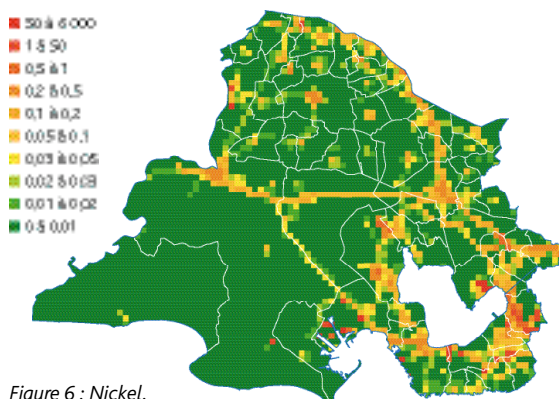 50 à 6 000
1 à 50
0,5 à 1
0,2 à 0,5
0,1 à 0,2
0,05 à 0,1
0,03 à 0,05
0,02 à 0,03
0,01 à 0,02
0 à 0,01
Figure 6 : Nickel.